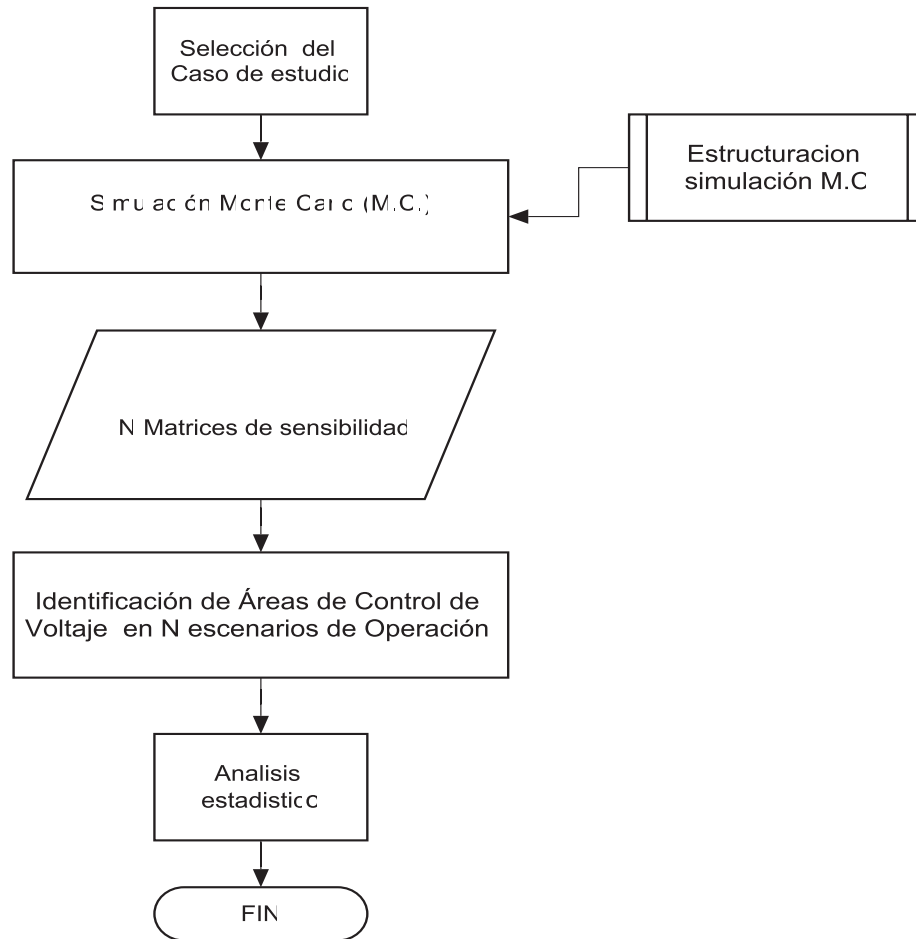 Selección del
Caso de estudio
Estructuracion
simulación M.C
Simulación Monte Carlo (M.C.)
N Matrices de sensibilidad
Identificación de Áreas de Control de
Voltaje en N escenarios de Operación
Analisis
estadistico
FIN